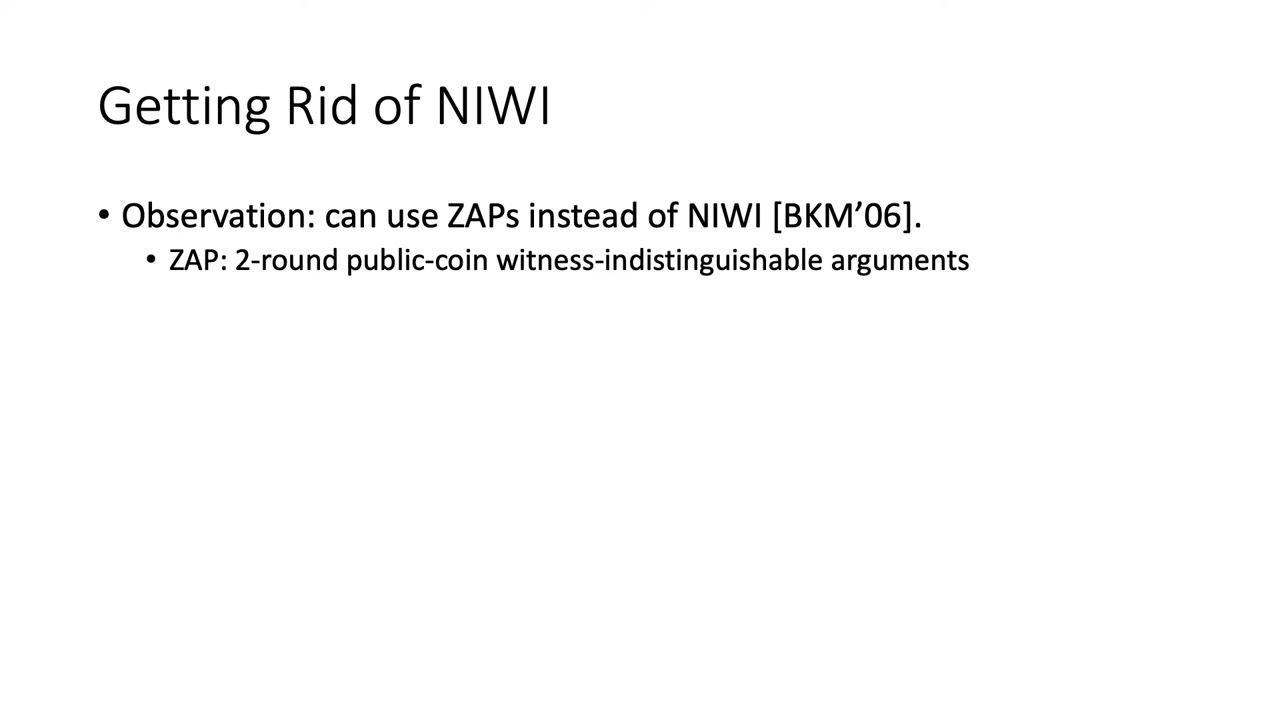 Getting Rid of NIWI
• Observation: can use ZAPs instead of NIWI [BKM’06].
• ZAP: 2-round public-coin witness-indistinguishable arguments